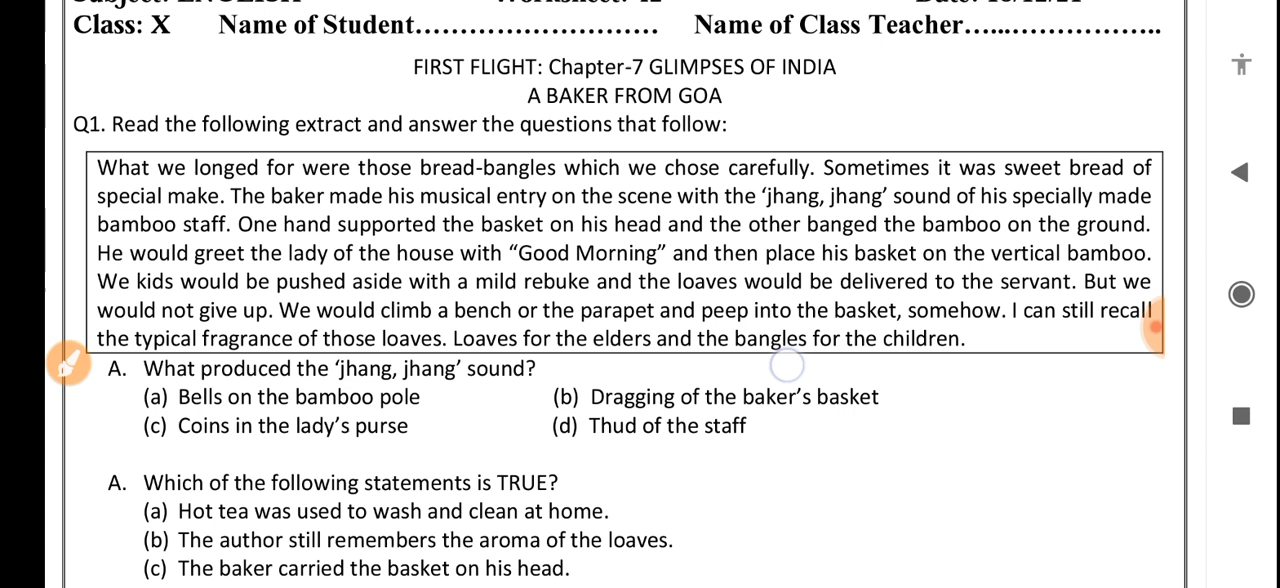 Class: X Name of Student............................ Name of Class Teacher......................
FIRST FLIGHT: Chapter-7 GLIMPSES OF INDIA
A BAKER FROM GOA
Q1. Read the following extract and answer the questions that follow:
What we longed for were those bread-bangles which we chose carefully. Sometimes it was sweet bread of
special make. The baker made his musical entry on the scene with the ‘jhang, jhang’ sound of his specially made
bamboo staff. One hand supported the basket on his head and the other banged the bamboo on the ground.
He would greet the lady of the house with “Good Morning” and then place his basket on the vertical bamboo.
We kids would be pushed aside with a mild rebuke and the loaves would be delivered to the servant. But we
would not give up. We would climb a bench or the parapet and peep into the basket, somehow. I can still recall
the typical fragrance of those loaves. Loaves for the elders and the bangles for the children.
A. What produced the ‘jhang, jhang’ sound?
(a) Bells on the bamboo pole (b) Dragging of the baker’s basket
(c) Coins in the lady’s purse (d) Thud of the staff
A. Which of the following statements is TRUE?
(a) Hot tea was used to wash and clean at home.
(b) The author still remembers the aroma of the loaves.
(c) The baker carried the basket on his head.